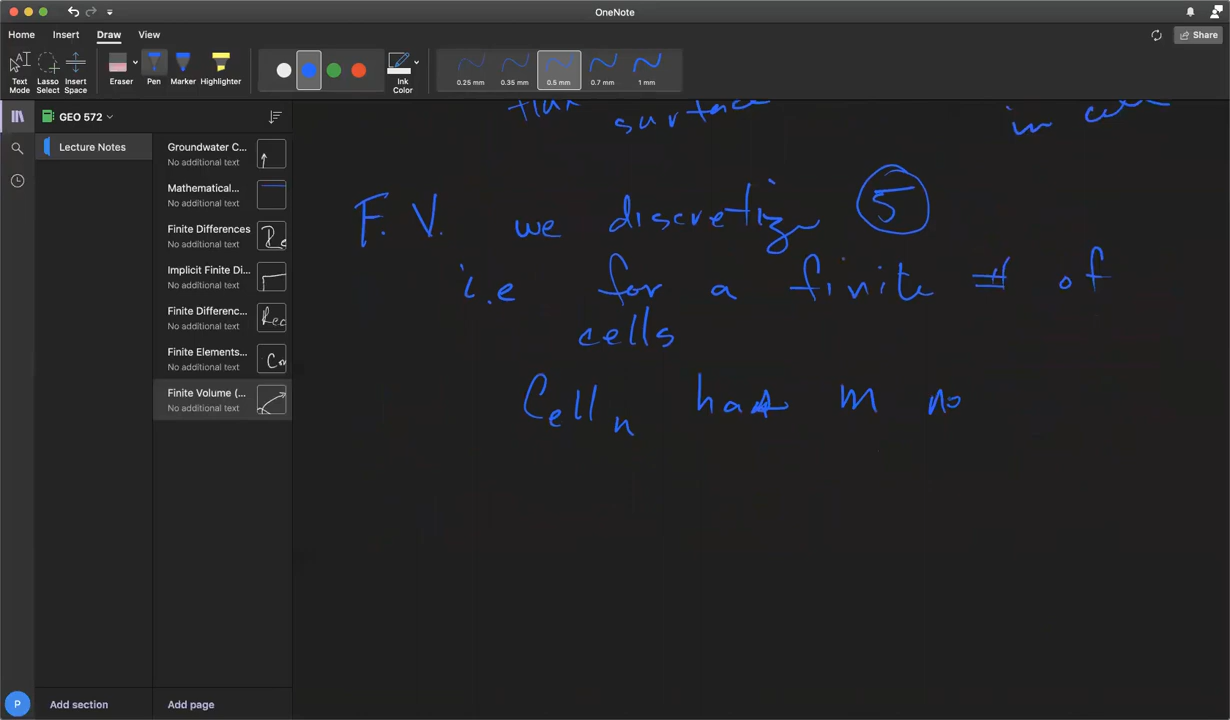 OneNote
Home Insert Draw View
Share
Text Mode Lasso Select Insert Space Eraser Pen Marker Highlighter Ink Color 0.25 mm 0.35 mm 0.5 mm 0.7 mm 1 mm
GEO 572
Lecture Notes
Groundwater C...
No additional text
Mathematical...
No additional text
Finite Differences
No additional text
Implicit Finite Di...
No additional text
Finite Differenc...
No additional text
Finite Elements...
No additional text
Finite Volume (...
No additional text
P
Add section
Add page
flux surface in cell
F. V. we discretize 5
i.e for a finite # of
cells
Cell n has m no